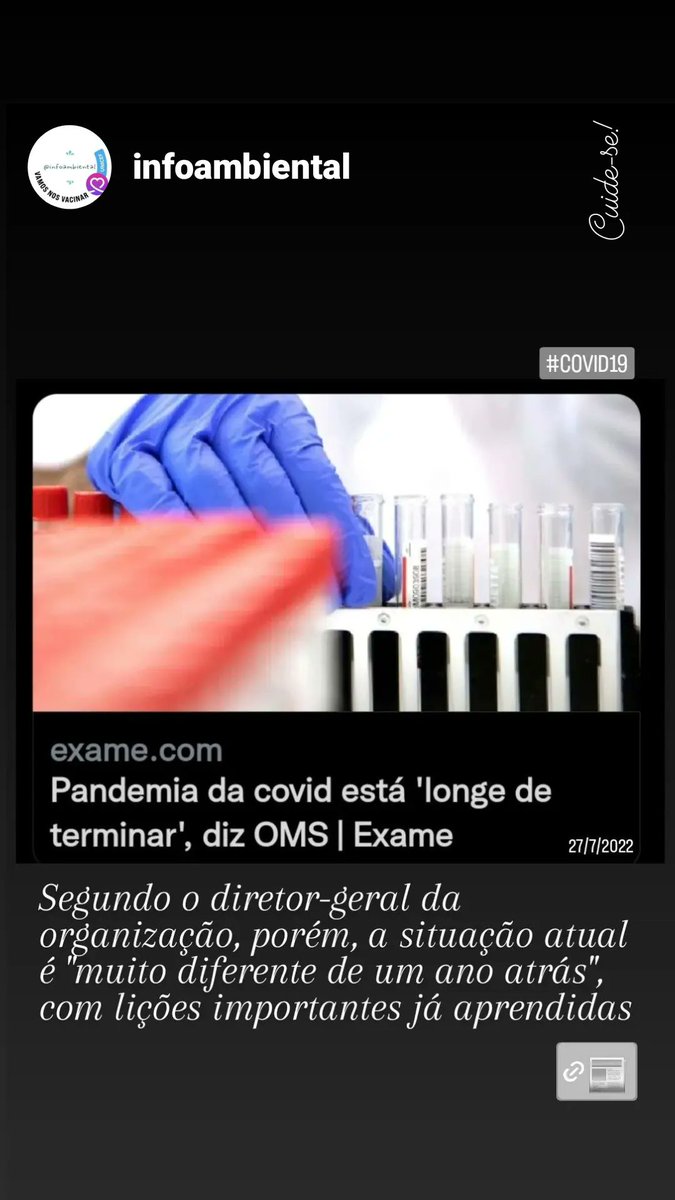 @infoambiental
VAMOS NOS VACINAR
infoambiental
Cuide-se!
#COVID19
exame.com
Pandemia da covid está 'longe de
terminar', diz OMS | Exame
27/7/2022
Segundo o diretor-geral da
organização, porém, a situação atual
é "muito diferente de um ano atrás",
com lições importantes já aprendidas